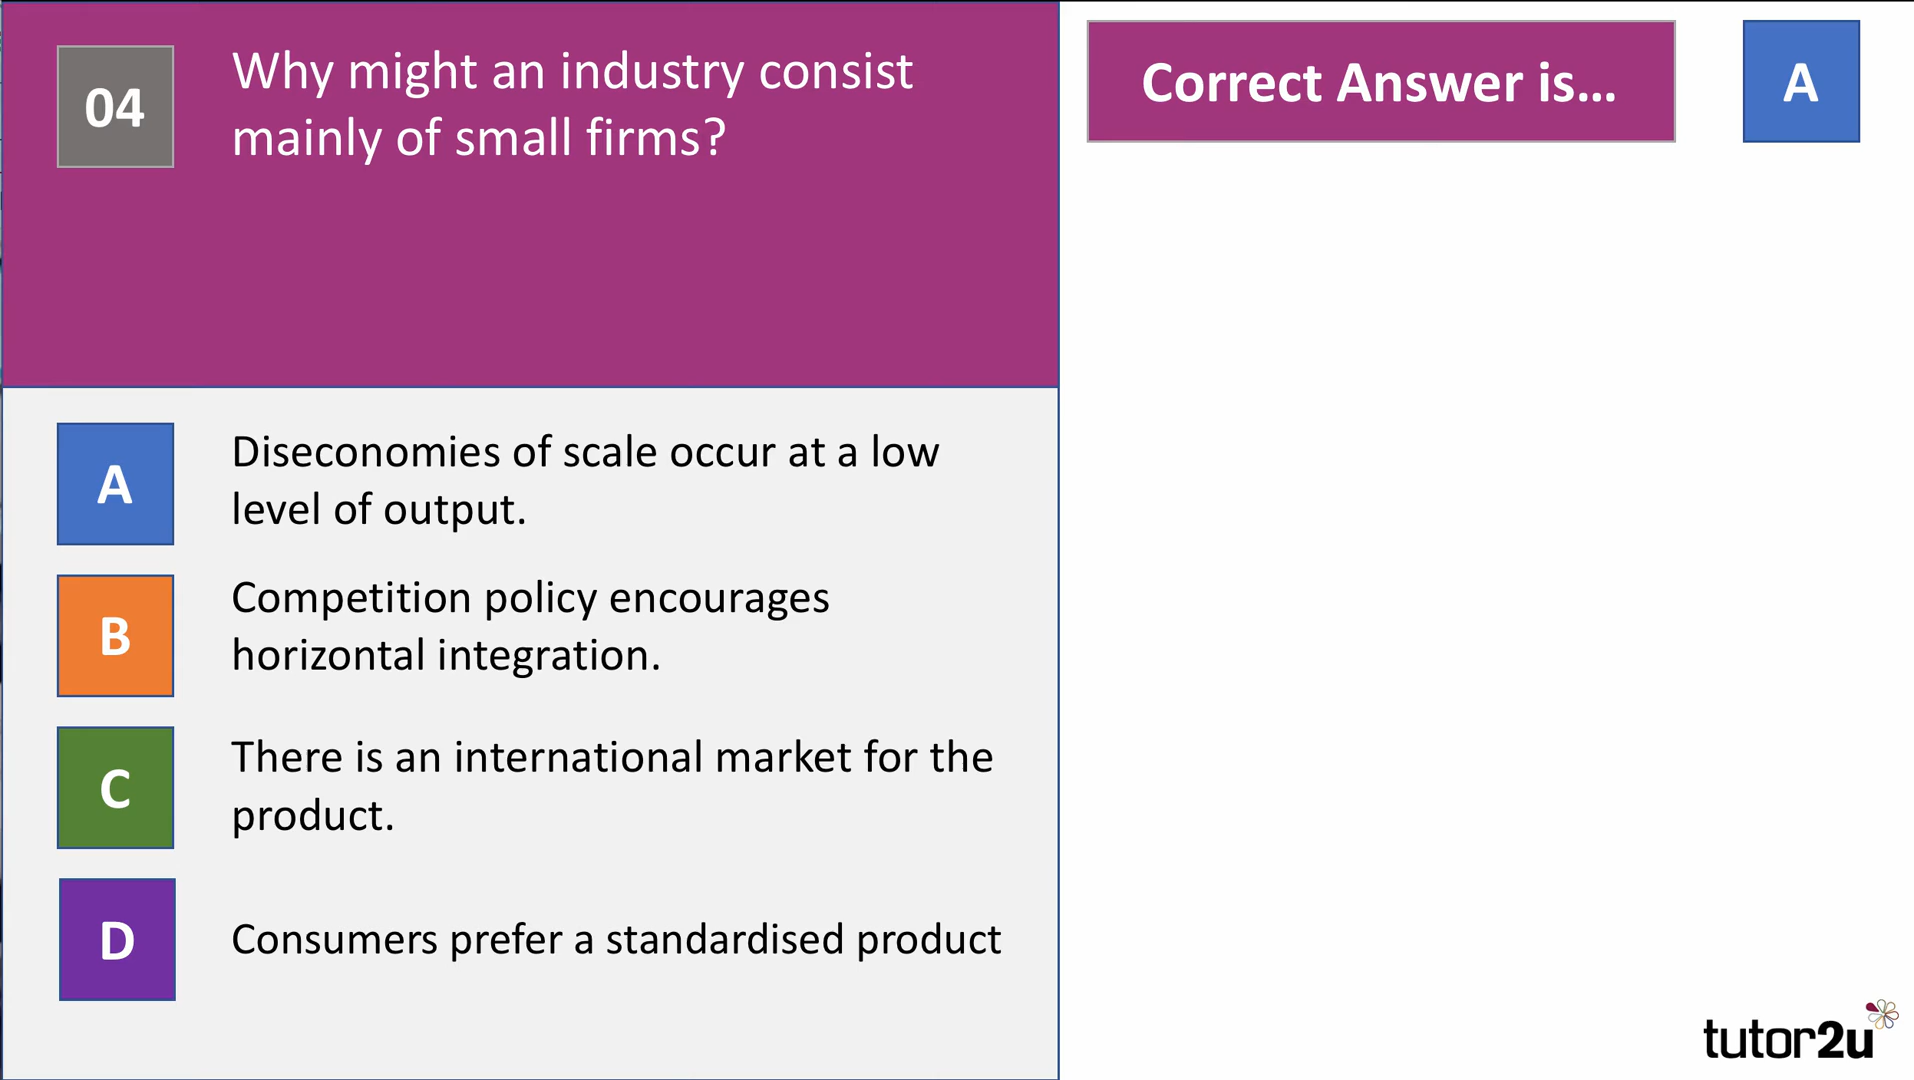 04
Why might an industry consist
mainly of small firms?
A
Diseconomies of scale occur at a low
level of output.
B
Competition policy encourages
horizontal integration.
C
There is an international market for the
product.
D
Consumers prefer a standardised product
Correct Answer is...
A
tutor2u